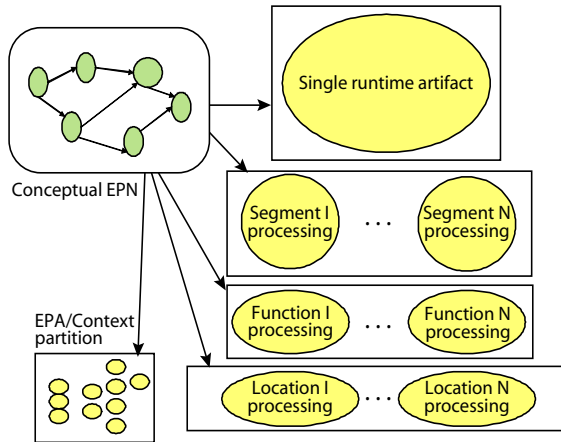 Single runtime artifact
Conceptual EPN
Segment I
processing
. . .
Segment N
processing
Function I
processing
. . .
Function N
processing
EPA/Context
partition
Location I
processing
. . .
Location N
processing